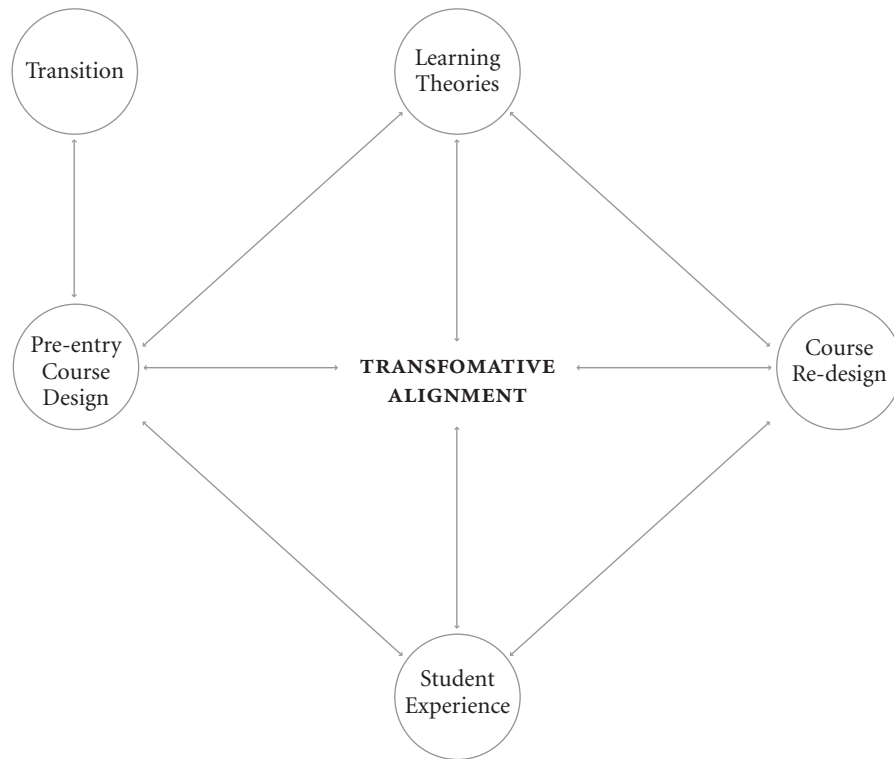 Transition
Learning
Theories
Pre-entry
Course
Design
TRANSFOMATIVE
ALIGNMENT
Course
Re-design
Student
Experience